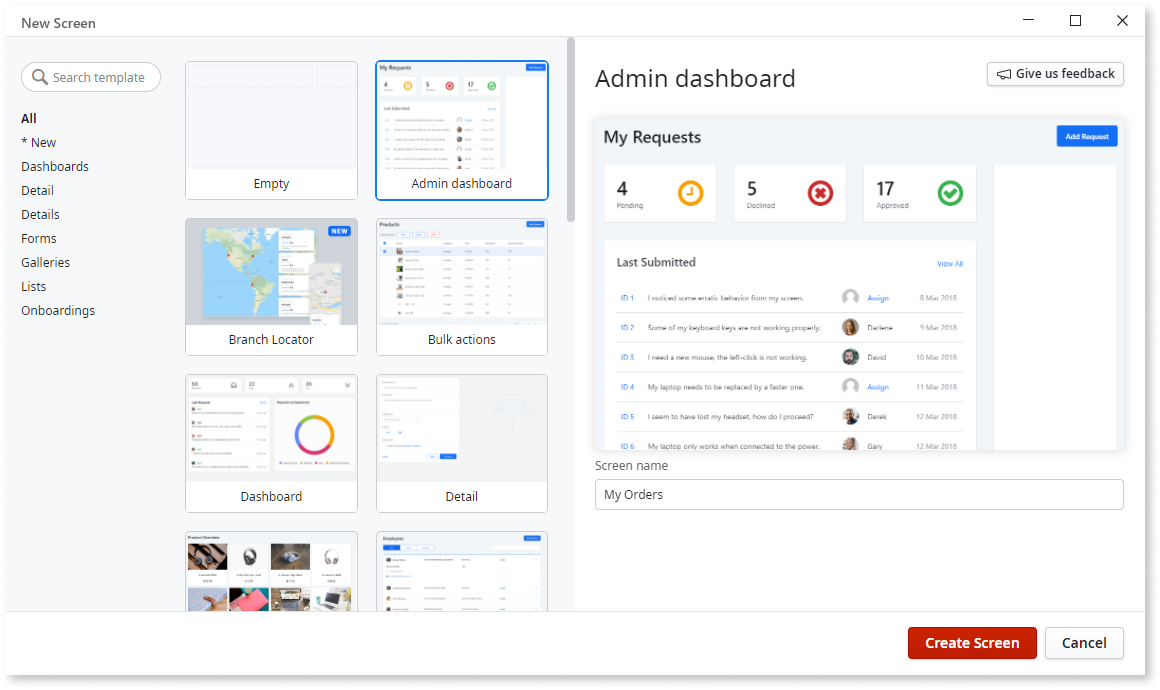 New Screen
Search template
All
* New
Dashboards
Detail
Details
Forms
Galleries
Lists
Onboardings
Empty
My Requests
4
5
17
Last Submitted
Admin dashboard
NEW
Branch Locator
Products
Bulk actions
Dashboard
Detail
Product Overview
Employees
Admin dashboard
Give us feedback
My Requests
Add Request
4
Pending
5
Declined
17
Approved
Last Submitted
View All
ID 1 I noticed some erratic behavior from my screen. Assign 8 Mar 2018
ID 2 Some of my keyboard keys are not working properly. Darlene 9 Mar 2018
ID 3 I need a new mouse, the left-click is not working. David 10 Mar 2018
ID 4 My laptop needs to be replaced by a faster one. Assign 11 Mar 2018
ID 5 I seem to have lost my headset, how do I proceed? Derek 12 Mar 2018
ID 6 My laptop only works when connected to the power. Gary 12 Mar 2018
Screen name
My Orders
Create Screen
Cancel